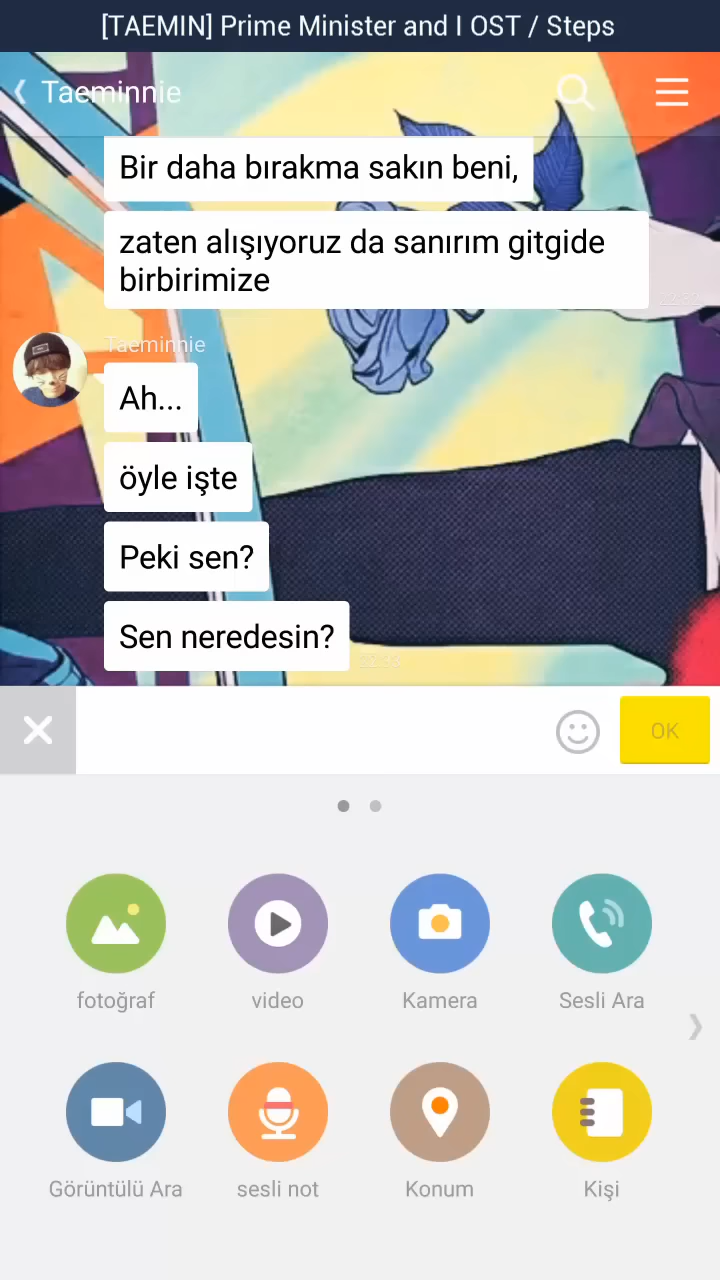 [TAEMIN] Prime Minister and I OST / Steps
Taeminnie
Bir daha bırakma sakın beni,
zaten alışıyoruz da sanırım gitgide
birbirimize
Taeminnie
Ah...
öyle işte
Peki sen?
Sen neredesin?
22:33
OK
fotoğraf
video
Kamera
Sesli Ara
Görüntülü Ara
sesli not
Konum
Kişi